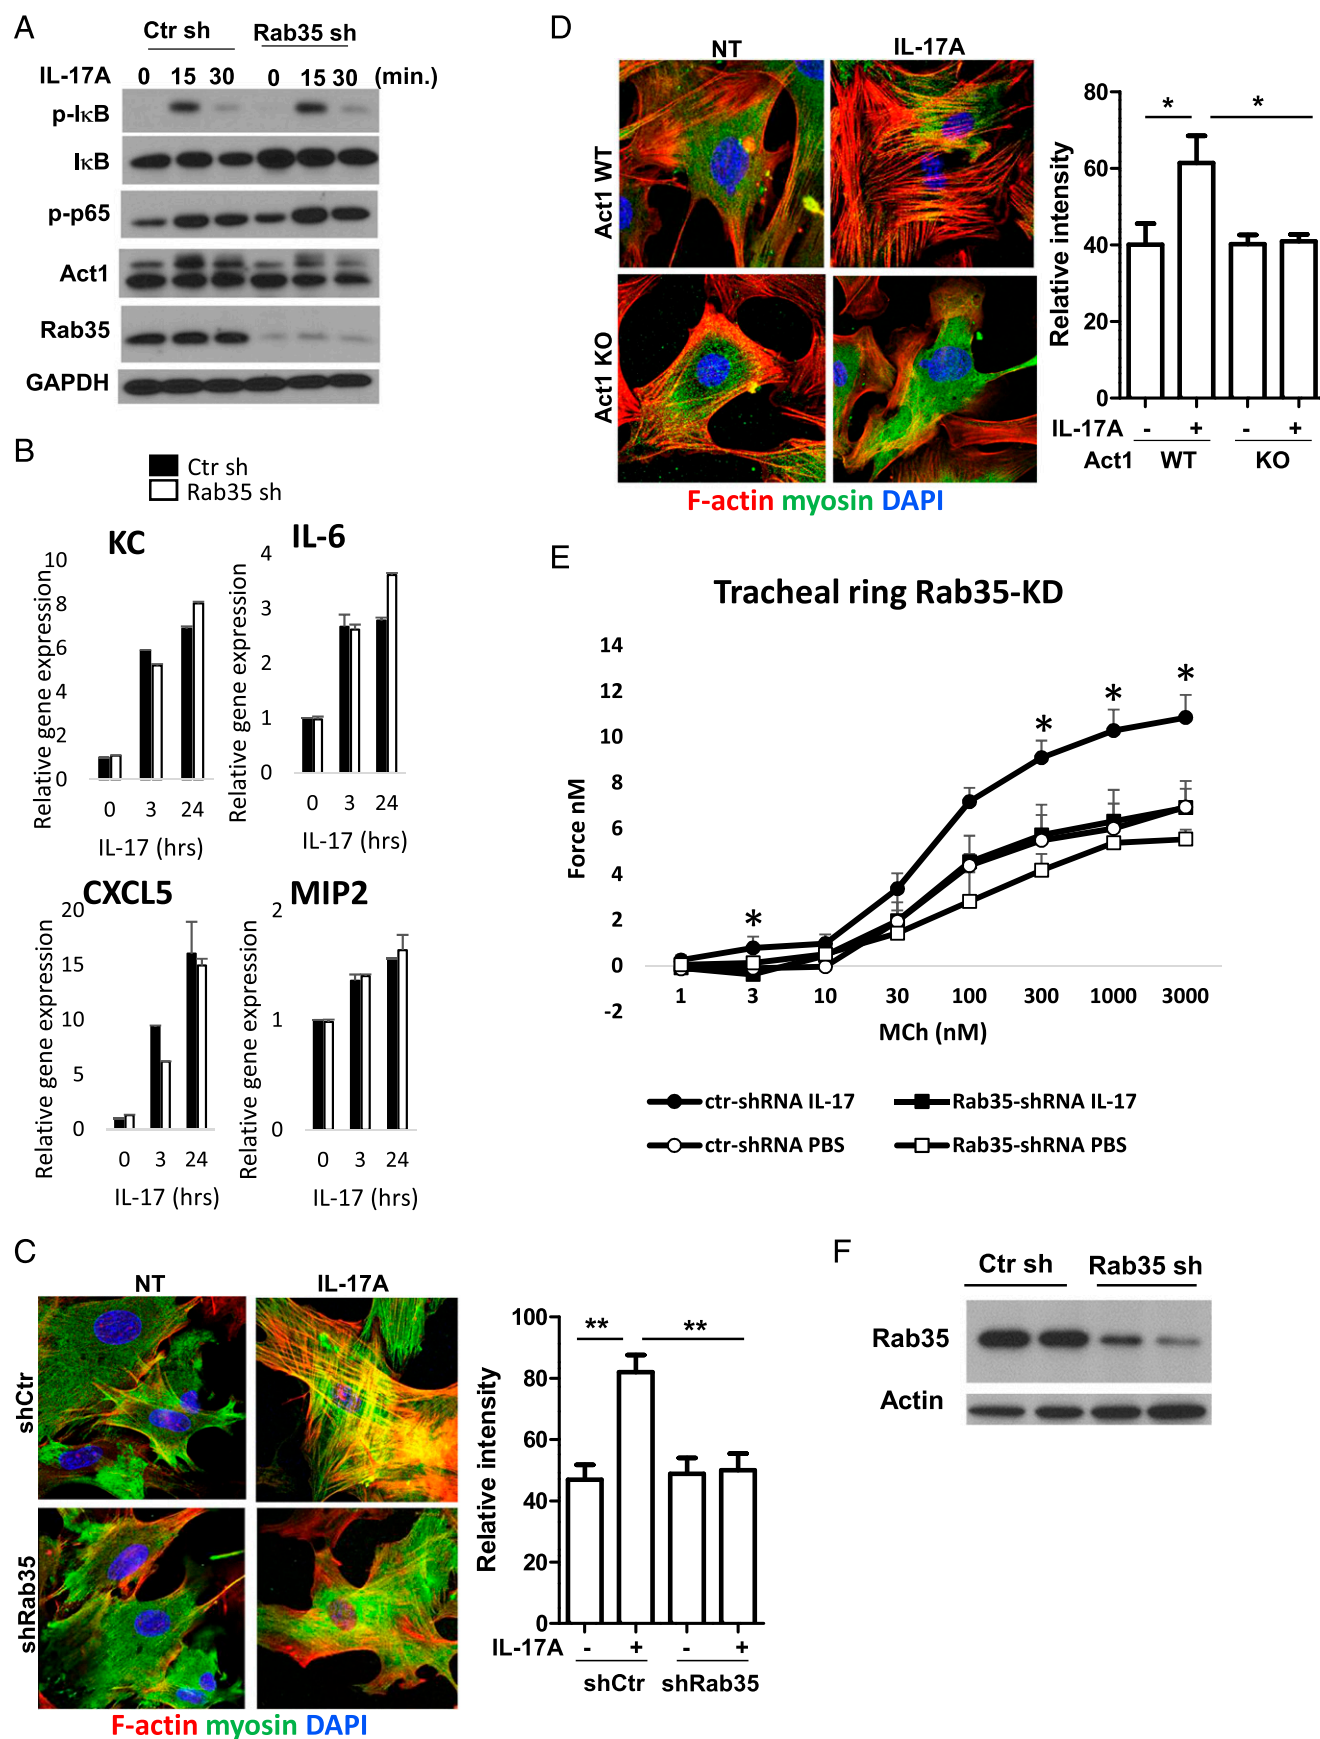 A
Ctr sh Rab35 sh
IL-17A 0 15 30 0 15 30 (min.)
p-IκB
IκB
p-p65
Act1
Rab35
GAPDH
B
Ctr sh
Rab35 sh
KC
Relative gene expression
10
8
6
4
2
0
0 3 24
IL-17 (hrs)
IL-6
Relative gene expression
4
3
2
1
0
0 3 24
IL-17 (hrs)
CXCL5
Relative gene expression
20
15
10
5
0
0 3 24
IL-17 (hrs)
MIP2
Relative gene expression
2
1
0
0 3 24
IL-17 (hrs)
C
NT IL-17A
shCtr
shRab35
F-actin myosin DAPI
Relative intensity
100
80
60
40
20
0
** **
IL-17A - + - +
shCtr shRab35
D
NT IL-17A
Act1 WT
Act1 KO
F-actin myosin DAPI
Relative intensity
80
60
40
20
0
* *
IL-17A - + - +
Act1 WT KO
E
Tracheal ring Rab35-KD
Force nM
14
12
10
8
6
4
2
0
-2
* * * *
1 3 10 30 100 300 1000 3000
MCh (nM)
ctr-shRNA IL-17 Rab35-shRNA IL-17
ctr-shRNA PBS Rab35-shRNA PBS
F
Ctr sh Rab35 sh
Rab35
Actin